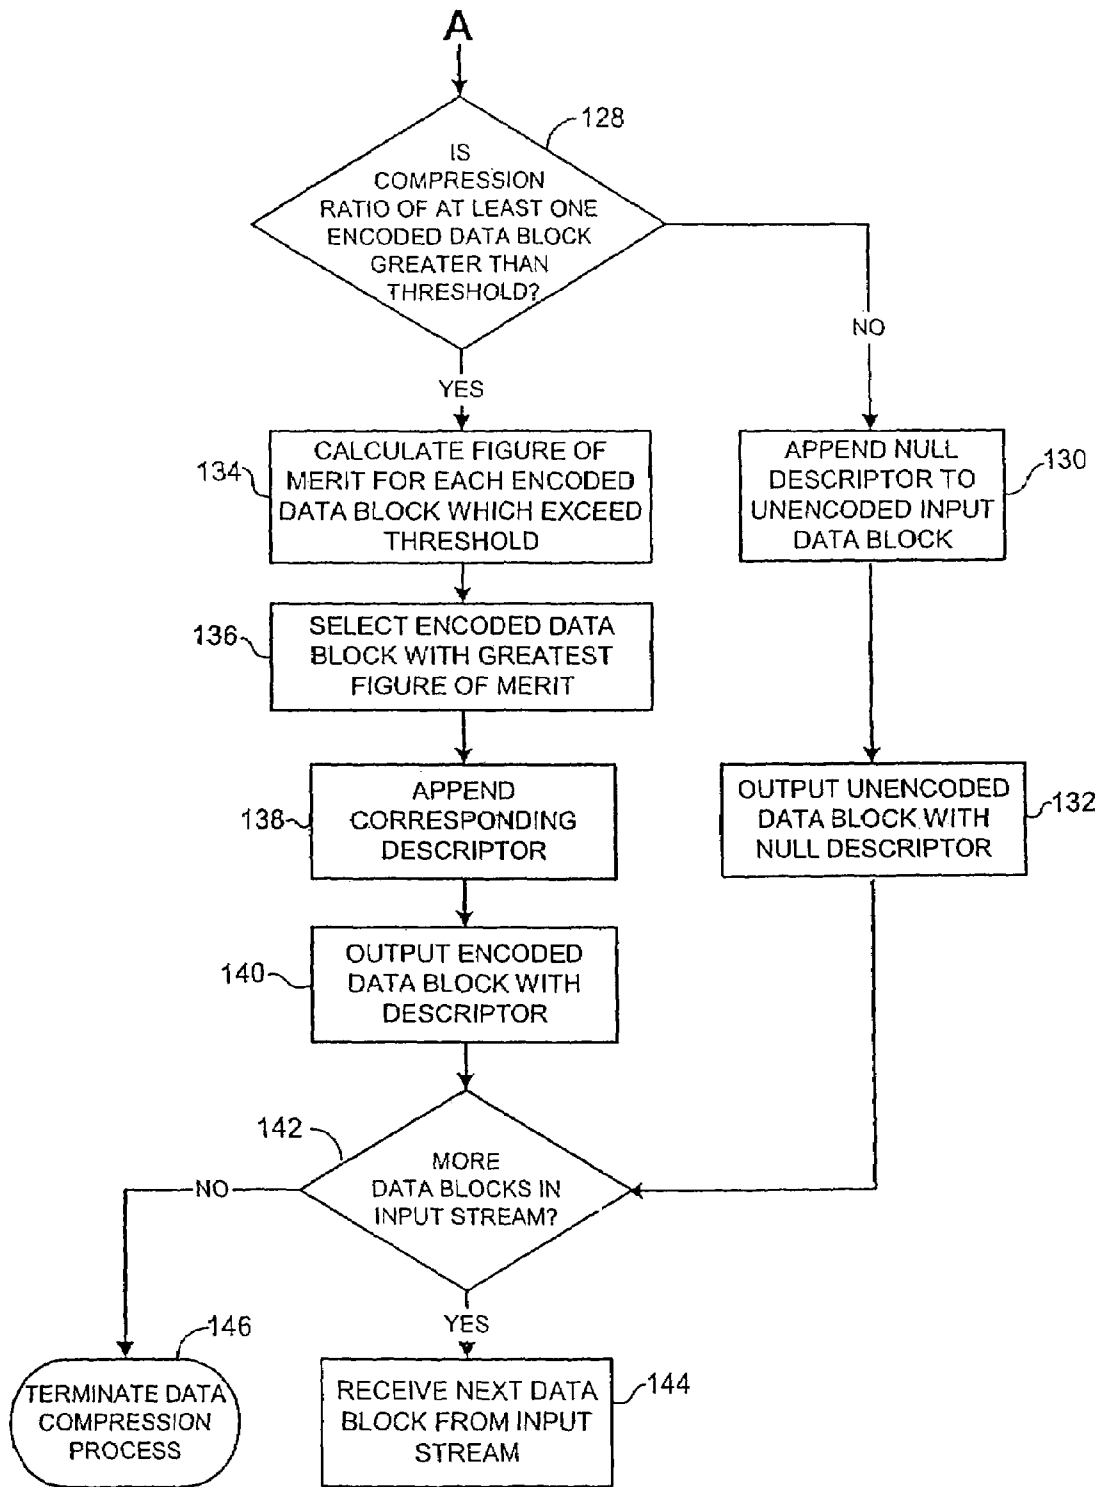 A
128
IS
COMPRESSION
RATIO OF AT LEAST ONE
ENCODED DATA BLOCK
GREATER THAN
THRESHOLD?
NO
YES
134
CALCULATE FIGURE OF
MERIT FOR EACH ENCODED
DATA BLOCK WHICH EXCEED
THRESHOLD
APPEND NULL
DESCRIPTOR TO
UNENCODED INPUT
DATA BLOCK
130
136
SELECT ENCODED DATA
BLOCK WITH GREATEST
FIGURE OF MERIT
138
APPEND
CORRESPONDING
DESCRIPTOR
OUTPUT UNENCODED
DATA BLOCK WITH
NULL DESCRIPTOR
132
140
OUTPUT ENCODED
DATA BLOCK WITH
DESCRIPTOR
142
MORE
DATA BLOCKS IN
INPUT STREAM?
NO
YES
146
TERMINATE DATA
COMPRESSION
PROCESS
RECEIVE NEXT DATA
BLOCK FROM INPUT
STREAM
144